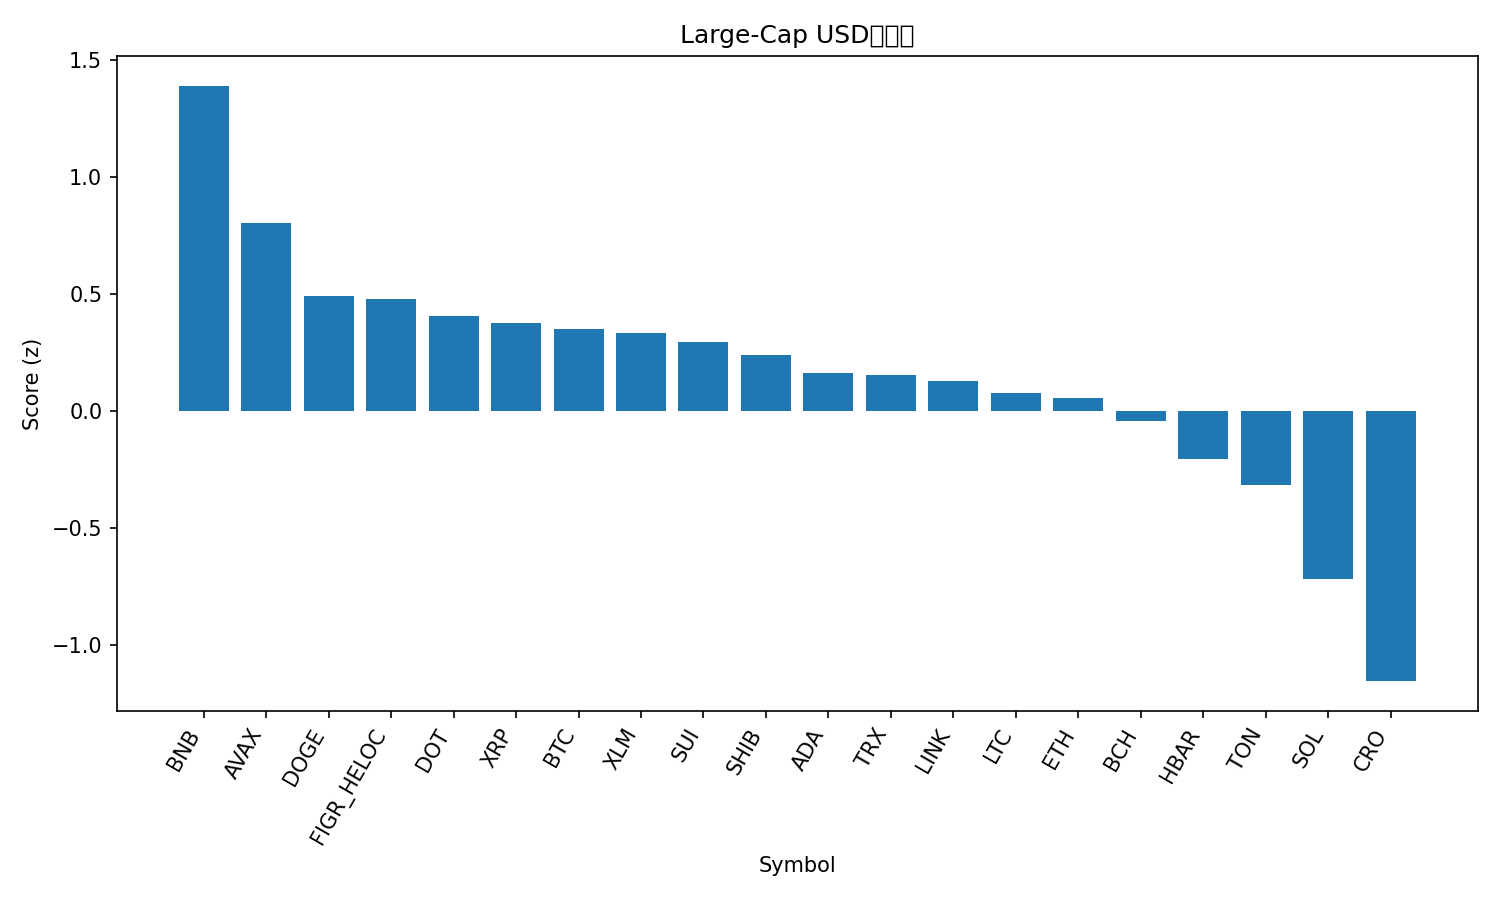 Large-Cap USD
1.5
1.0
0.5
0.0
−0.5
−1.0
Score (z)
BNB
AVAX
DOGE
FIGR_HELOC
DOT
XRP
BTC
XLM
SUI
SHIB
ADA
TRX
LINK
LTC
ETH
BCH
HBAR
TON
SOL
CRO
Symbol